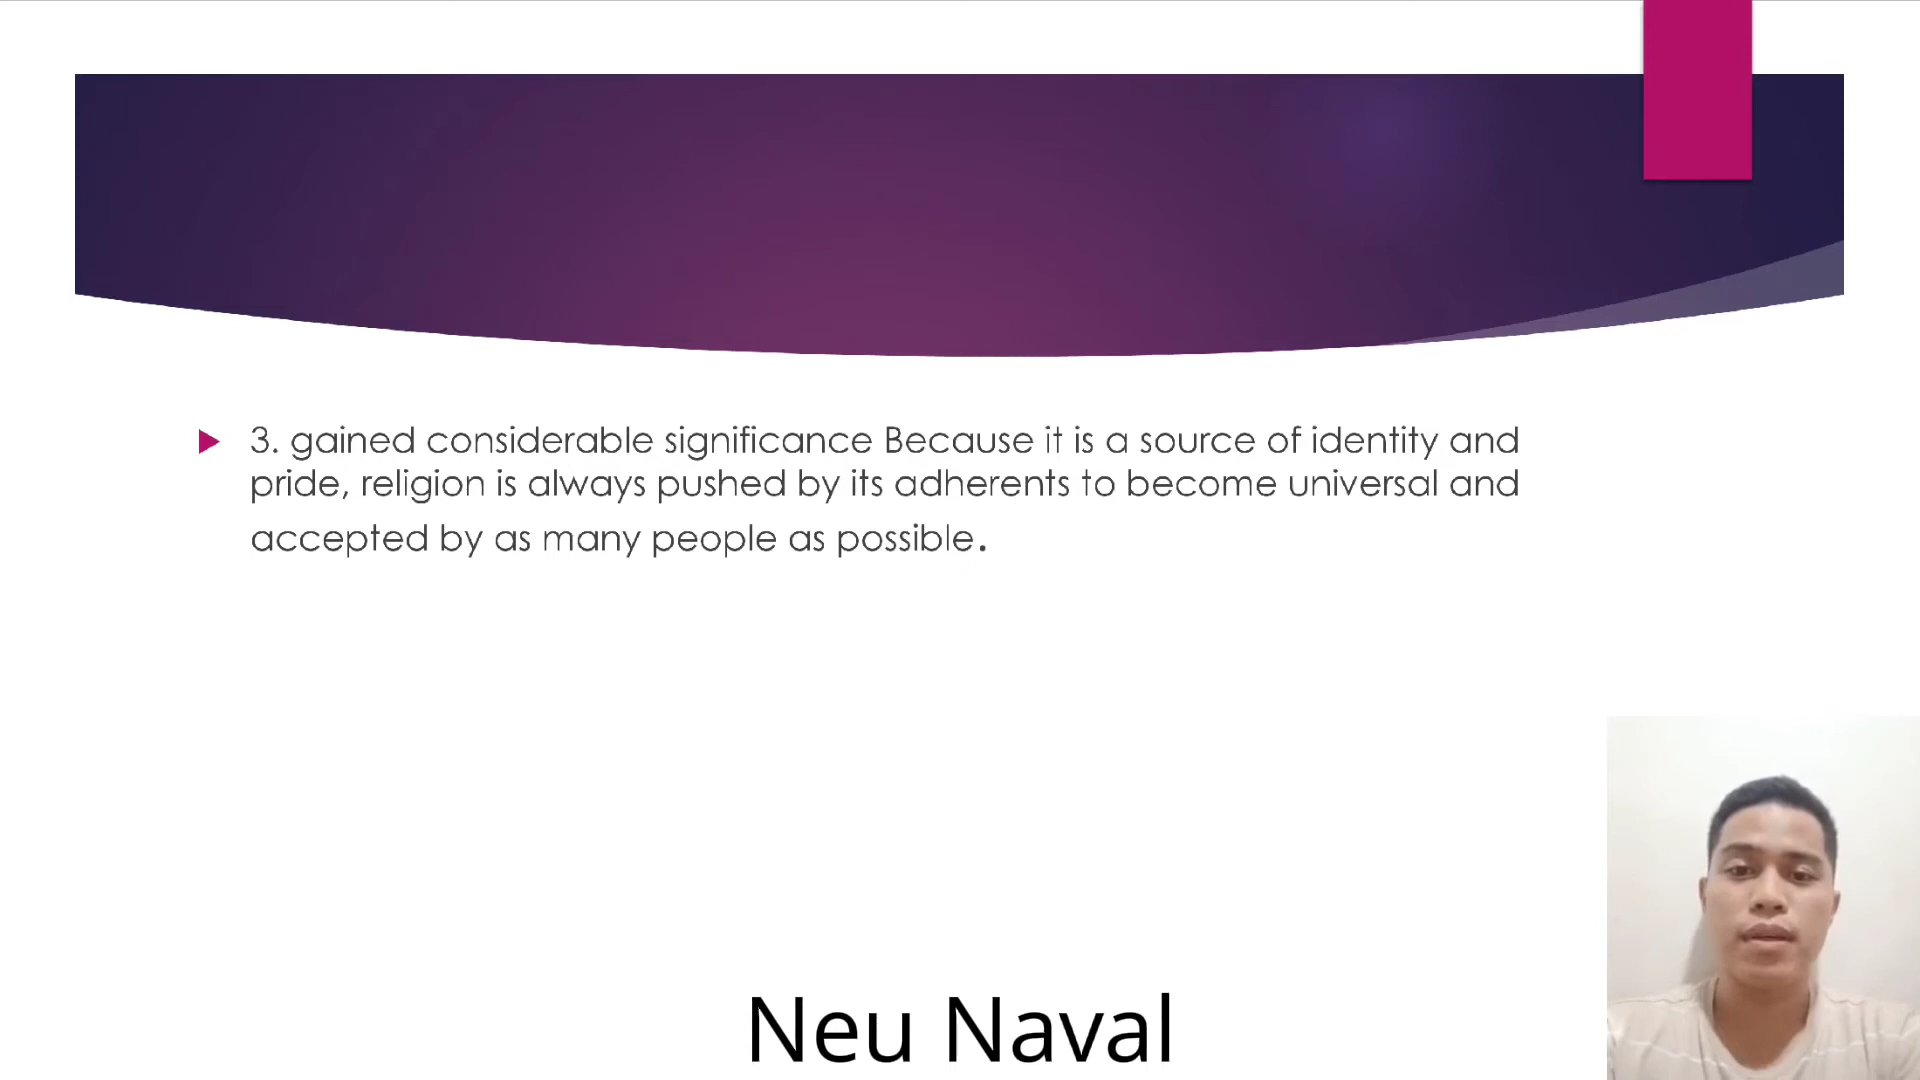 3. gained considerable significance Because it is a source of identity and
pride, religion is always pushed by its adherents to become universal and
accepted by as many people as possible.
Neu Naval